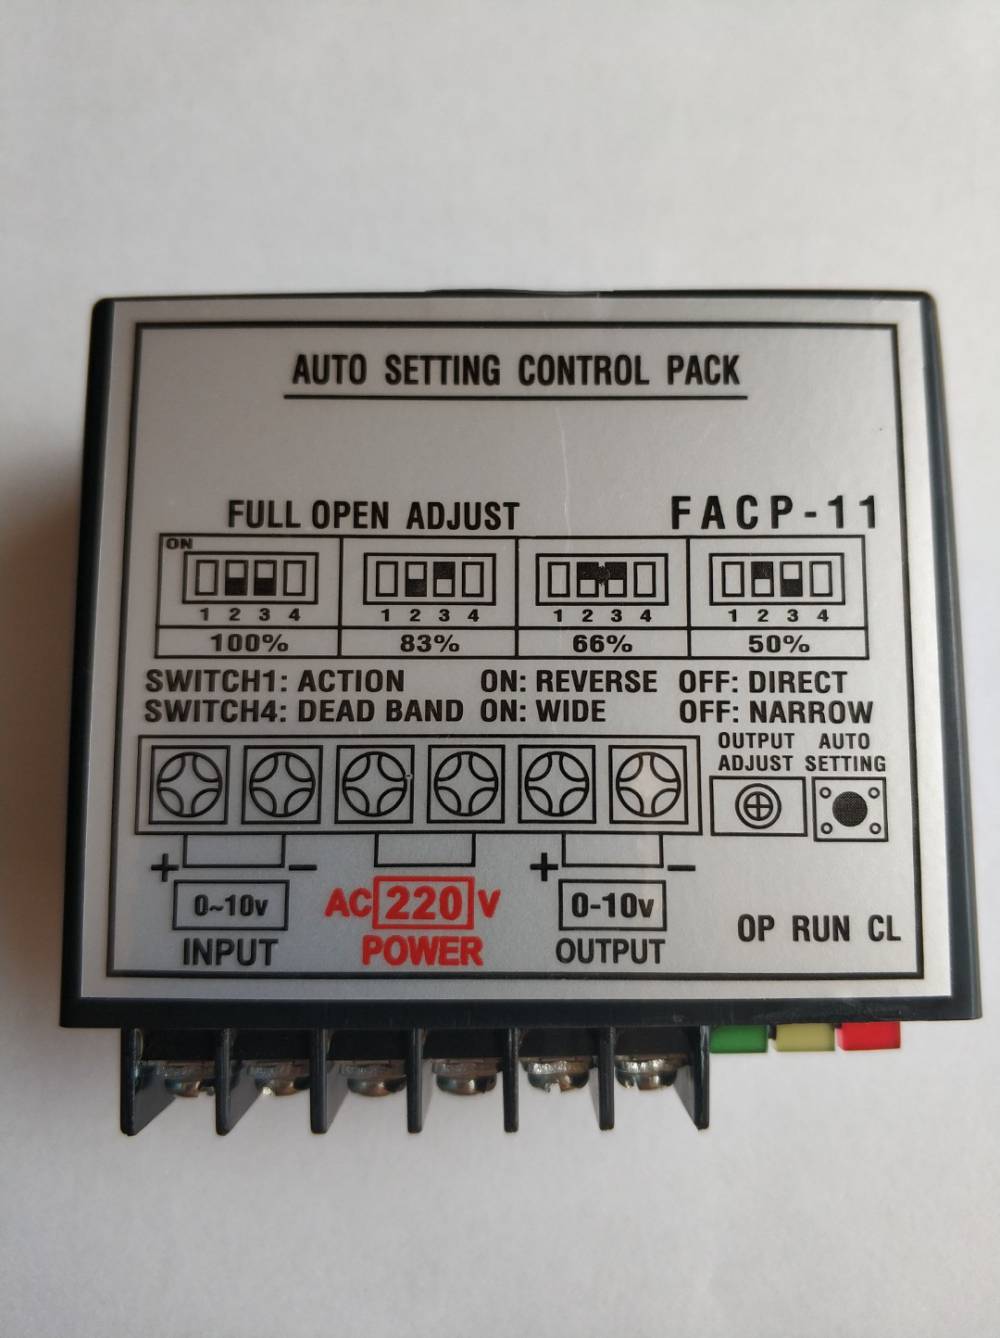 AUTO SETTING CONTROL PACK
FULL OPEN ADJUST
FACP-11
ON
1 2 3 4
1 2 3 4
1 2 3 4
1 2 3 4
100%
83%
66%
50%
SWITCH1: ACTION ON: REVERSE OFF: DIRECT
SWITCH4: DEAD BAND ON: WIDE OFF: NARROW
OUTPUT ADJUST
AUTO SETTING
+ −
+ −
0~10v
AC 220 V
0-10v
INPUT
POWER
OUTPUT
OP RUN CL